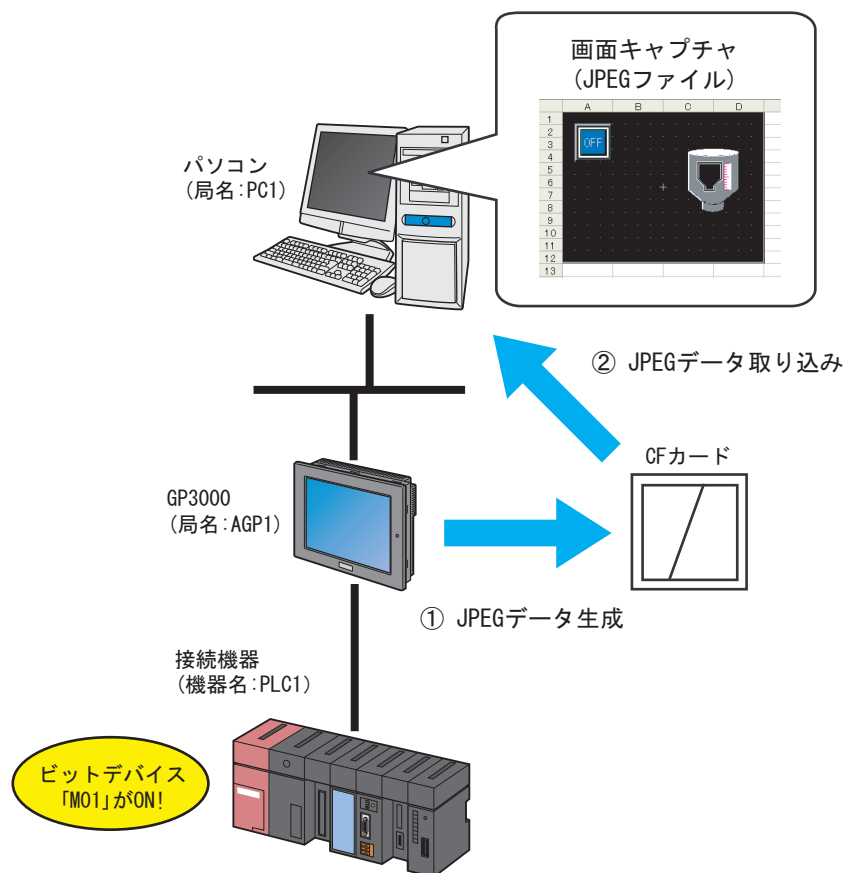 画面キャプチャ
(JPEGファイル)
A B C D
1
2
3
4
5
6
7
8
9
10
11
12
13
OFF
パソコン
(局名:PC1)
② JPEGデータ取り込み
CFカード
GP3000
(局名:AGP1)
① JPEGデータ生成
接続機器
(機器名:PLC1)
ビットデバイス
「M01」がON!